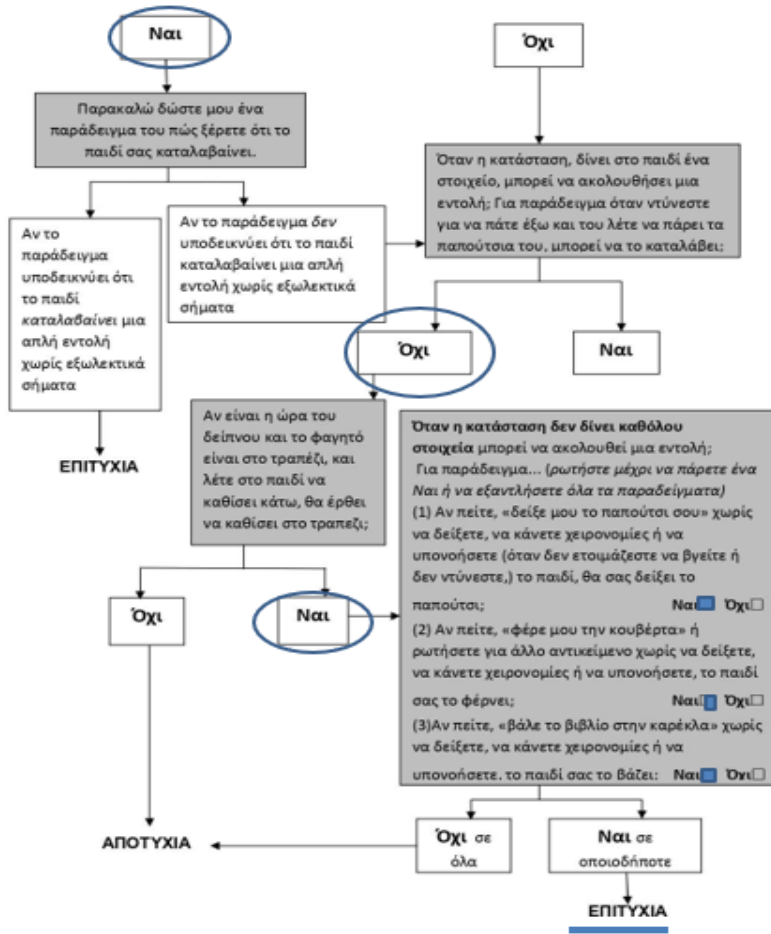 Ναι
Όχι
Παρακαλώ δώστε μου ένα
παράδειγμα του πώς ξέρετε ότι το
παιδί σας καταλαβαίνει.
Όταν η κατάσταση, δίνει στο παιδί ένα
στοιχείο, μπορεί να ακολουθήσει μια
εντολή; Για παράδειγμα όταν ντύνεστε
για να πάτε έξω και του λέτε να πάρει τα
παπούτσια του, μπορεί να το καταλάβει;
Αν το
παράδειγμα
υποδεικνύει ότι
το παιδί
καταλαβαίνει μια
απλή εντολή
χωρίς εξωλεκτικά
σήματα
Αν το παράδειγμα δεν
υποδεικνύει ότι το παιδί
καταλαβαίνει μια απλή
εντολή χωρίς εξωλεκτικά
σήματα
Όχι
Ναι
ΕΠΙΤΥΧΙΑ
Αν είναι η ώρα του
δείπνου και το φαγητό
είναι στο τραπέζι, και
λέτε στο παιδί να
καθίσει κάτω, θα έρθει
να καθίσει στο τραπεζι;
Όταν η κατάσταση δεν δίνει καθόλου
στοιχεία μπορεί να ακολουθεί μια εντολή;
Για παράδειγμα... (ρωτήστε μέχρι να πάρετε ένα
Ναι ή να εξαντλήσετε όλα τα παραδείγματα)
(1) Αν πείτε, «δείξε μου το παπούτσι σου» χωρίς
να δείξετε, να κάνετε χειρονομίες ή να
υπονοήσετε (όταν δεν ετοιμάζεστε να βγείτε ή
δεν ντύνεστε,) το παιδί, θα σας δείξει το
παπούτσι; Ναι Όχι☐
(2) Αν πείτε, «φέρε μου την κουβέρτα» ή
ρωτήσετε για άλλο αντικείμενο χωρίς να δείξετε,
να κάνετε χειρονομίες ή να υπονοήσετε, το παιδί
σας το φέρνει; Ναι Όχι☐
(3)Αν πείτε, «βάλε το βιβλίο στην καρέκλα» χωρίς
να δείξετε, να κάνετε χειρονομίες ή να
υπονοήσετε, το παιδί σας το βάζει; Ναι Όχι☐
Όχι
Ναι
ΑΠΟΤΥΧΙΑ
Όχι σε
όλα
Ναι σε
οποιοδήποτε
ΕΠΙΤΥΧΙΑ